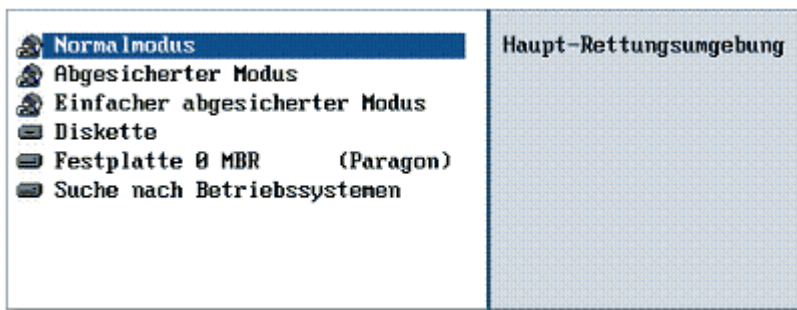 Normalmodus
Abgesicherter Modus
Einfacher abgesicherter Modus
Diskette
Festplatte 0 MBR (Paragon)
Suche nach Betriebssystemen
Haupt-Rettungsumgebung